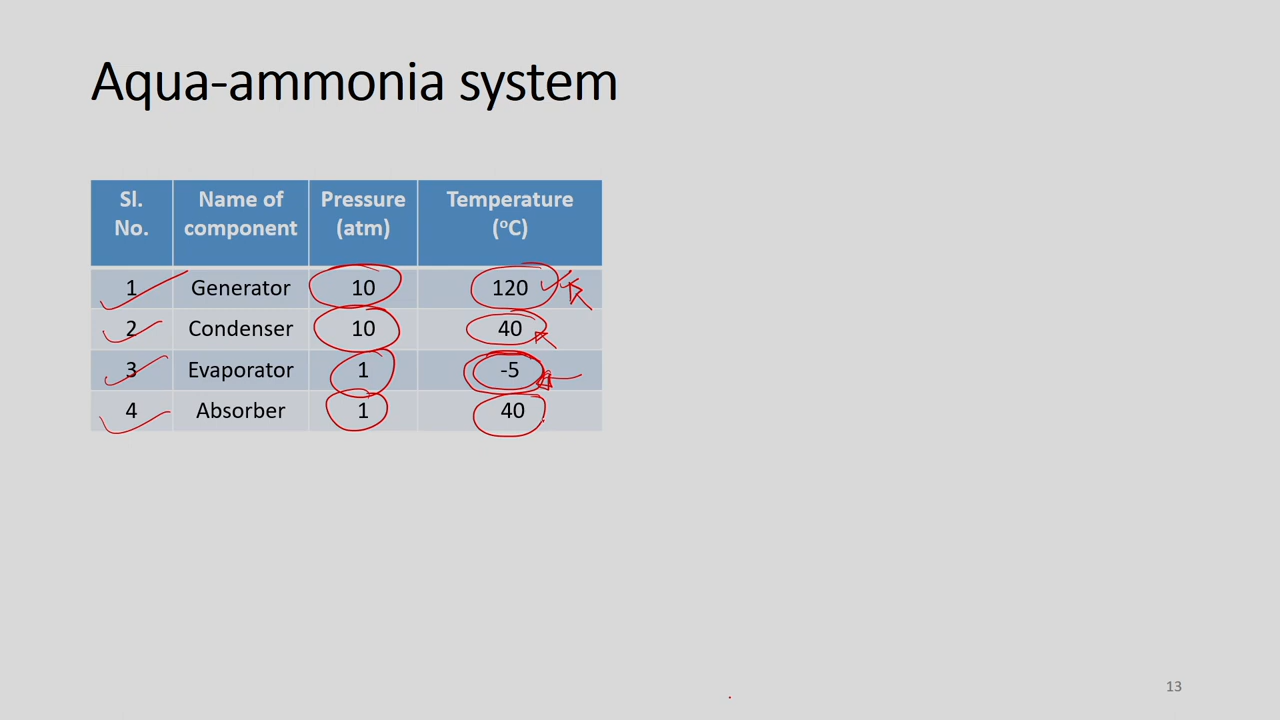 Aqua-ammonia system
Sl. No. Name of component Pressure (atm) Temperature (ºC)
1 Generator 10 120
2 Condenser 10 40
3 Evaporator 1 -5
4 Absorber 1 40
13